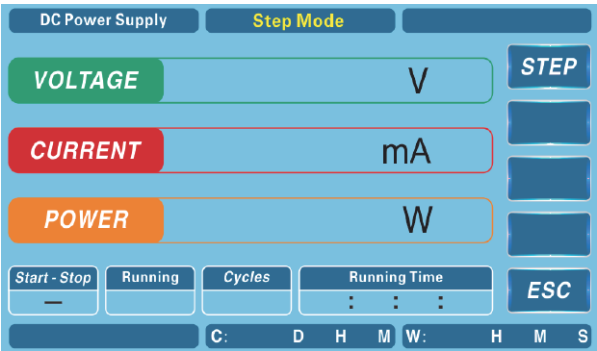 DC Power Supply Step Mode
VOLTAGE V STEP
CURRENT mA
POWER W
Start - Stop Running Cycles Running Time
— : : : ESC
C: D H M W: H M S